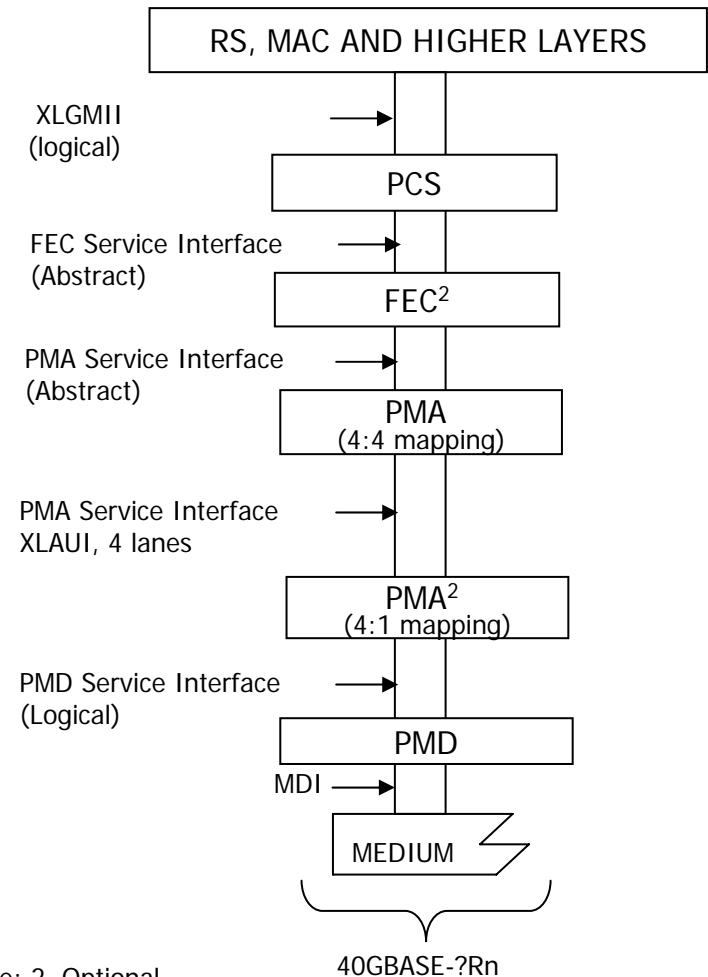 RS, MAC AND HIGHER LAYERS
XLGMII
(logical)
PCS
FEC Service Interface
(Abstract)
FEC²
PMA Service Interface
(Abstract)
PMA
(4:4 mapping)
PMA Service Interface
XLAUI, 4 lanes
PMA²
(4:1 mapping)
PMD Service Interface
(Logical)
PMD
MDI
MEDIUM
2. Optional
40GBASE-?Rn